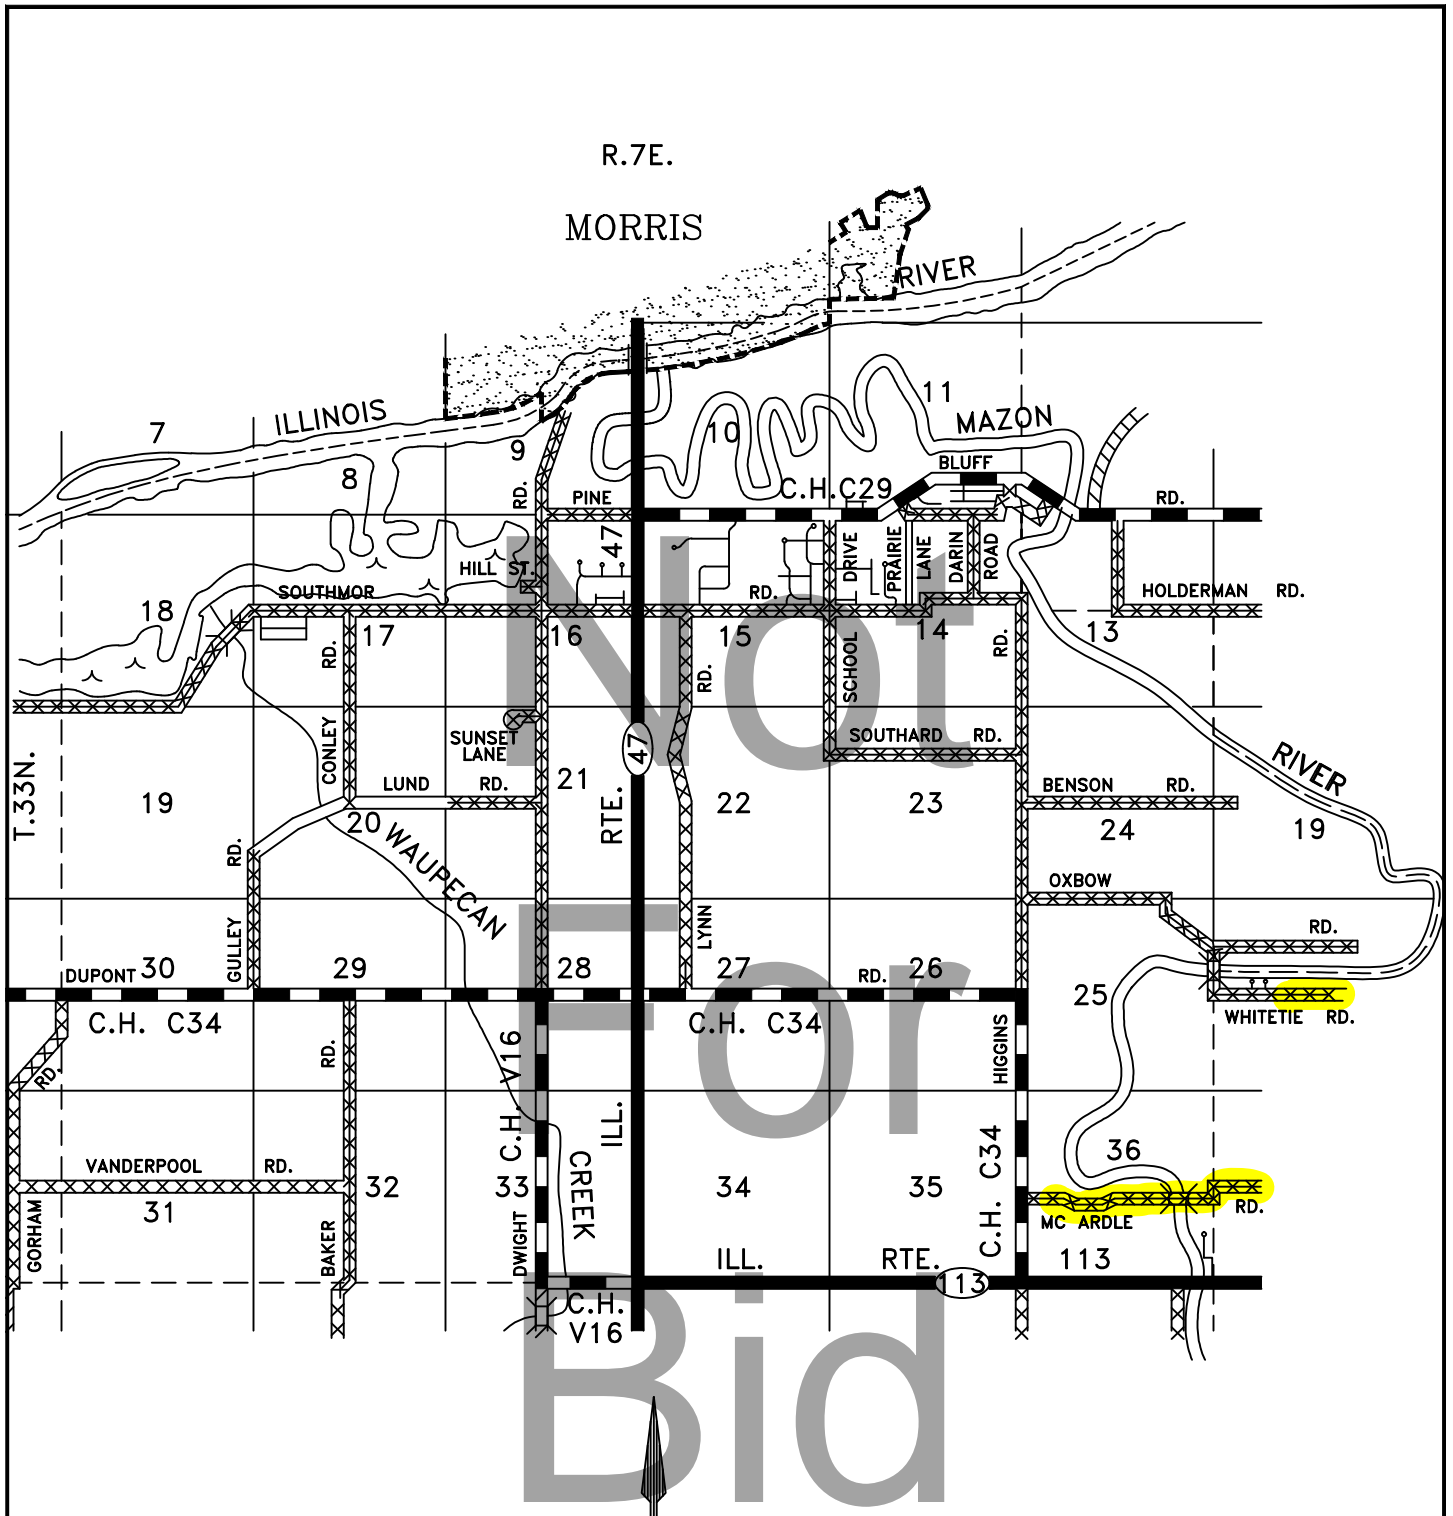 R.7E.
MORRIS
RIVER
ILLINOIS
7
8
9
10
11
MAZON
BLUFF
C.H.C29
RD.
PINE
RD.
47
HILL ST.
DRIVE
PRAIRIE
LANE
DARIN
ROAD
SOUTHMOR
RD.
HOLDERMAN RD.
18
17
16
15
14
13
RD.
RD.
SCHOOL
RD.
SUNSET
LANE
47
SOUTHARD RD.
RIVER
T.33N.
CONLEY
LUND RD.
BENSON RD.
19
20
21
22
23
24
19
RTE.
WAUPECAN
RD.
OXBOW
GULLEY
LYNN
RD.
DUPONT
30
29
28
27
RD.
26
25
WHITETIE RD.
C.H. C34
C.H. C34
V16
HIGGINS
RD.
RD.
C.H.
ILL.
C34
36
VANDERPOOL RD.
CREEK
31
32
33
34
35
MC ARDLE
RD.
GORHAM
BAKER
DWIGHT
C.H.
ILL. RTE. 113
113
C.H.
V16
Not
For
Bid